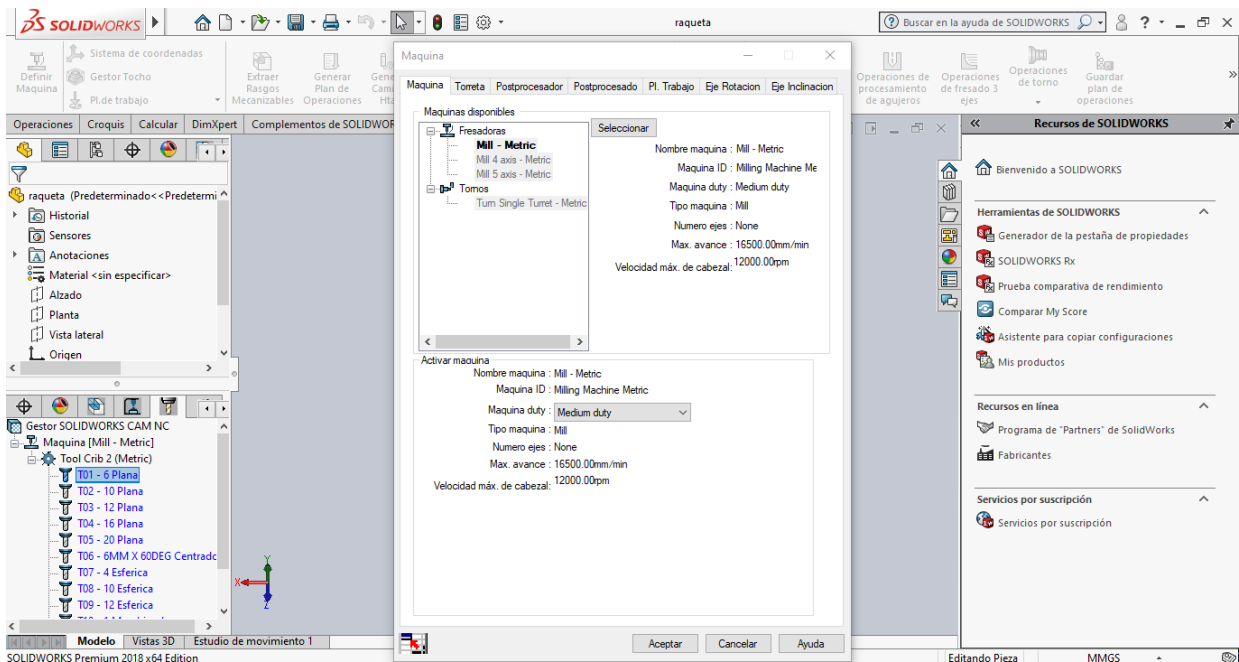 SOLIDWORKS
raqueta
Buscar en la ayuda de SOLIDWORKS
Definir Maquina
Sistema de coordenadas
Gestor Tocho
Pl.de trabajo
Extraer Rasgos Mecanizables
Generar Plan de Operaciones
Operaciones de procesamiento de agujeros
Operaciones de fresado 3 ejes
Operaciones de torno
Guardar plan de operaciones
Operaciones
Croquis
Calcular
DimXpert
Complementos de SOLIDWOR
raqueta (Predeterminado<<Predetermi
Historial
Sensores
Anotaciones
Material <sin especificar>
Alzado
Planta
Vista lateral
Origen
Gestor SOLIDWORKS CAM NC
Maquina [Mill - Metric]
Tool Crib 2 (Metric)
T01 - 6 Plana
T02 - 10 Plana
T03 - 12 Plana
T04 - 16 Plana
T05 - 20 Plana
T06 - 6MM X 60DEG Centrado
T07 - 4 Esferica
T08 - 10 Esferica
T09 - 12 Esferica
Y
X
Z
Modelo
Vistas 3D
Estudio de movimiento 1
SOLIDWORKS Premium 2018 x64 Edition
Maquina
Maquina
Torreta
Postprocesador
Postprocesado
Pl. Trabajo
Eje Rotacion
Eje Inclinacion
Maquinas disponibles
Fresadoras
Mill - Metric
Mill 4 axis - Metric
Mill 5 axis - Metric
Tornos
Turn Single Turret - Metric
Seleccionar
Nombre maquina : Mill - Metric
Maquina ID : Milling Machine Me
Maquina duty : Medium duty
Tipo maquina : Mill
Numero ejes : None
Max. avance : 16500.00mm/min
Velocidad máx. de cabezal: 12000.00rpm
Activar maquina
Nombre maquina : Mill - Metric
Maquina ID : Milling Machine Metric
Maquina duty : Medium duty
Tipo maquina : Mill
Numero ejes : None
Max. avance : 16500.00mm/min
Velocidad máx. de cabezal: 12000.00rpm
Aceptar
Cancelar
Ayuda
Recursos de SOLIDWORKS
Bienvenido a SOLIDWORKS
Herramientas de SOLIDWORKS
Generador de la pestaña de propiedades
SOLIDWORKS Rx
Prueba comparativa de rendimiento
Comparar My Score
Asistente para copiar configuraciones
Mis productos
Recursos en línea
Programa de "Partners" de SolidWorks
Fabricantes
Servicios por suscripción
Servicios por suscripción
Editando Pieza
MMGS